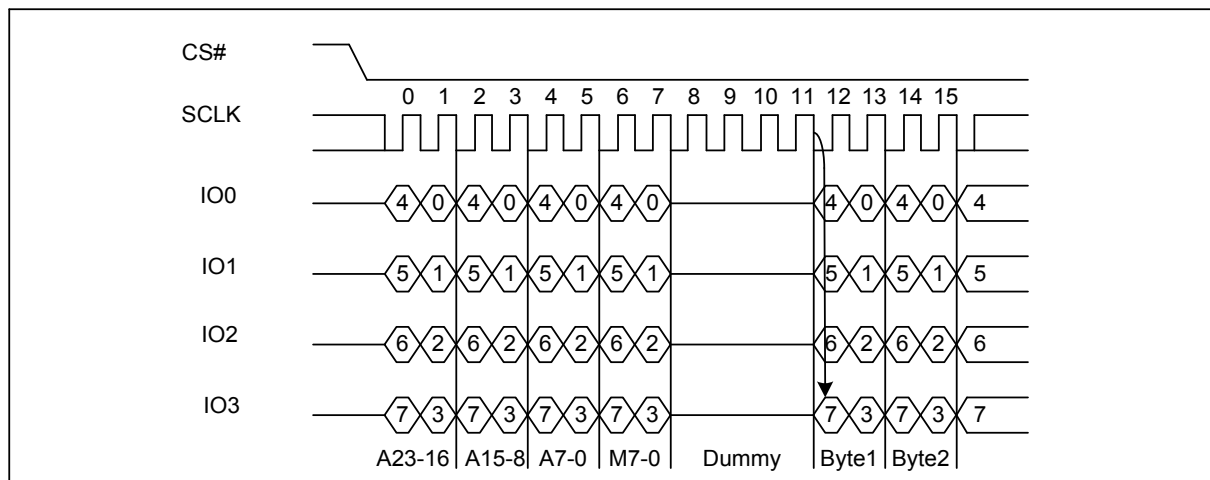 CS#
0 1 2 3 4 5 6 7 8 9 10 11 12 13 14 15
SCLK
IO0
4 0 4 0 4 0 4 0 4 0 4 0 4
IO1
5 1 5 1 5 1 5 1 5 1 5 1 5
IO2
6 2 6 2 6 2 6 2 6 2 6 2 6
IO3
7 3 7 3 7 3 7 3 7 3 7 3 7
A23-16 A15-8 A7-0 M7-0 Dummy Byte1 Byte2